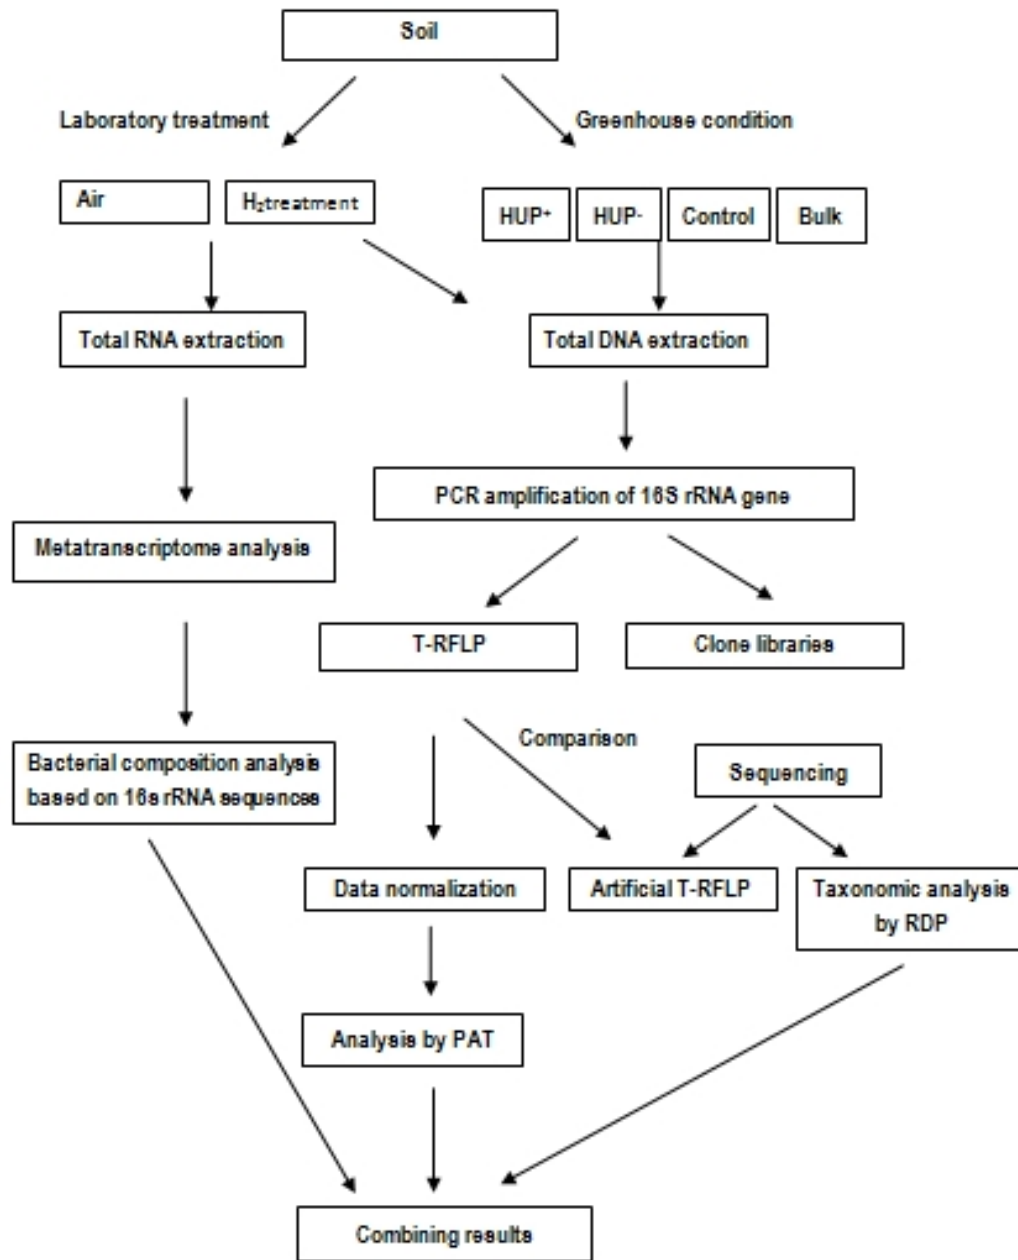 Soil
Laboratory treatment
Greenhouse condition
Air
H₂treatment
HUP⁺
HUP⁻
Control
Bulk
Total RNA extraction
Total DNA extraction
PCR amplification of 16S rRNA gene
Metatranscriptome analysis
T-RFLP
Clone libraries
Comparison
Bacterial composition analysis
based on 16s rRNA sequences
Sequencing
Data normalization
Artificial T-RFLP
Taxonomic analysis
by RDP
Analysis by PAT
Combining results